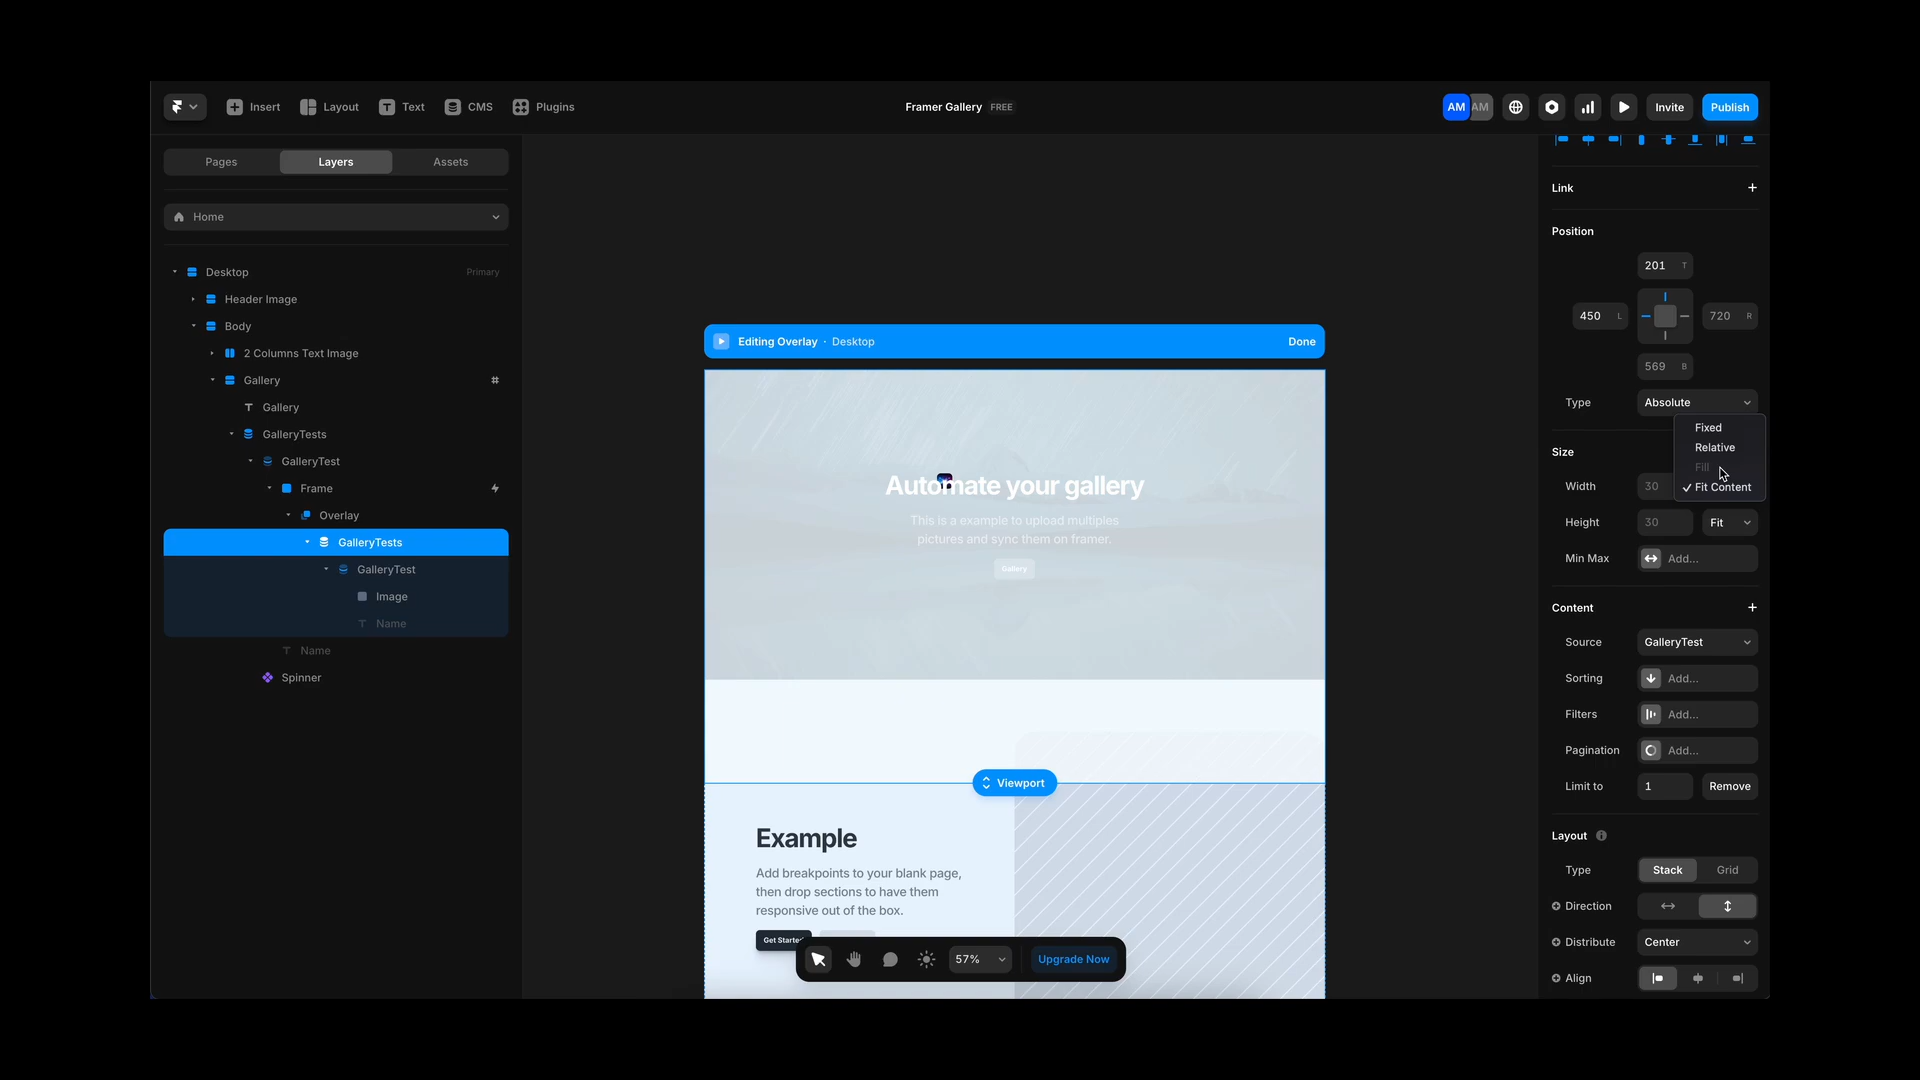 Insert
Layout
Text
CMS
Plugins
Framer Gallery FREE
AM
AM
Invite
Publish
Pages
Layers
Assets
Home
Desktop
Primary
Header Image
Body
2 Columns Text Image
Gallery
Gallery
GalleryTests
GalleryTest
Frame
Overlay
GalleryTests
GalleryTest
Image
Name
Name
Spinner
Editing Overlay · Desktop
Done
Automate your gallery
This is a example to upload multiples
pictures and sync them on framer.
Gallery
Viewport
Example
Add breakpoints to your blank page,
then drop sections to have them
responsive out of the box.
Get Started
57%
Upgrade Now
Link
Position
201 T
450 L
720 R
569 B
Type Absolute
Fixed
Relative
Fill
Fit Content
Size
Width 30
Height 30 Fit
Min Max Add...
Content
Source GalleryTest
Sorting Add...
Filters Add...
Pagination Add...
Limit to 1 Remove
Layout
Type Stack Grid
Direction
Distribute Center
Align